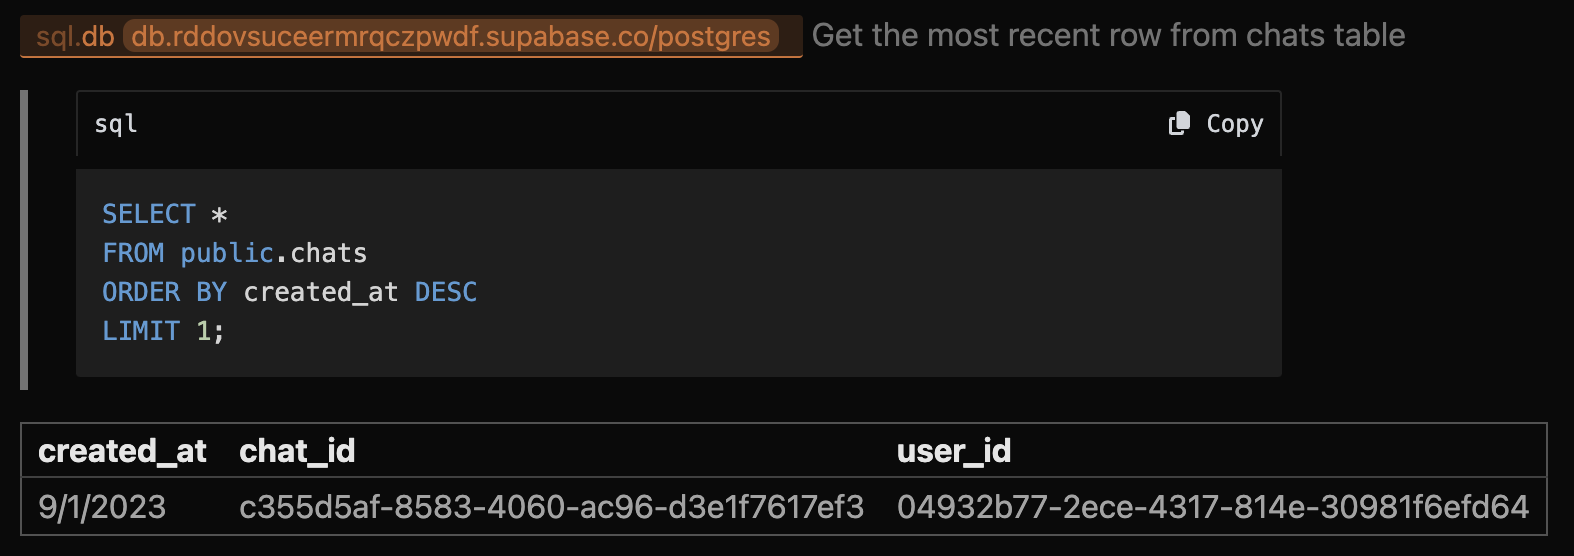 sql.db db.rddovsuceermrqczpwdf.supabase.co/postgres Get the most recent row from chats table
sql Copy
SELECT *
FROM public.chats
ORDER BY created_at DESC
LIMIT 1;
created_at chat_id user_id
9/1/2023 c355d5af-8583-4060-ac96-d3e1f7617ef3 04932b77-2ece-4317-814e-30981f6efd64